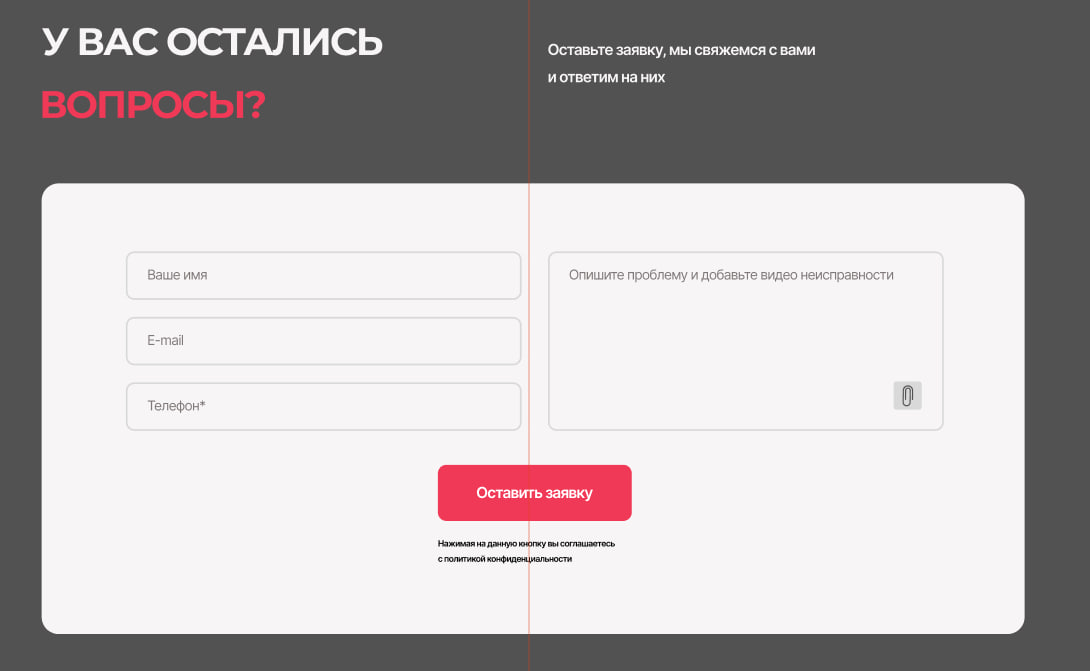 У ВАС ОСТАЛИСЬ
ВОПРОСЫ?
Оставьте заявку, мы свяжемся с вами
и ответим на них
Ваше имя
E-mail
Телефон*
Опишите проблему и добавьте видео неисправности
Оставить заявку
Нажимая на данную кнопку вы соглашаетесь
с политикой конфиденциальности